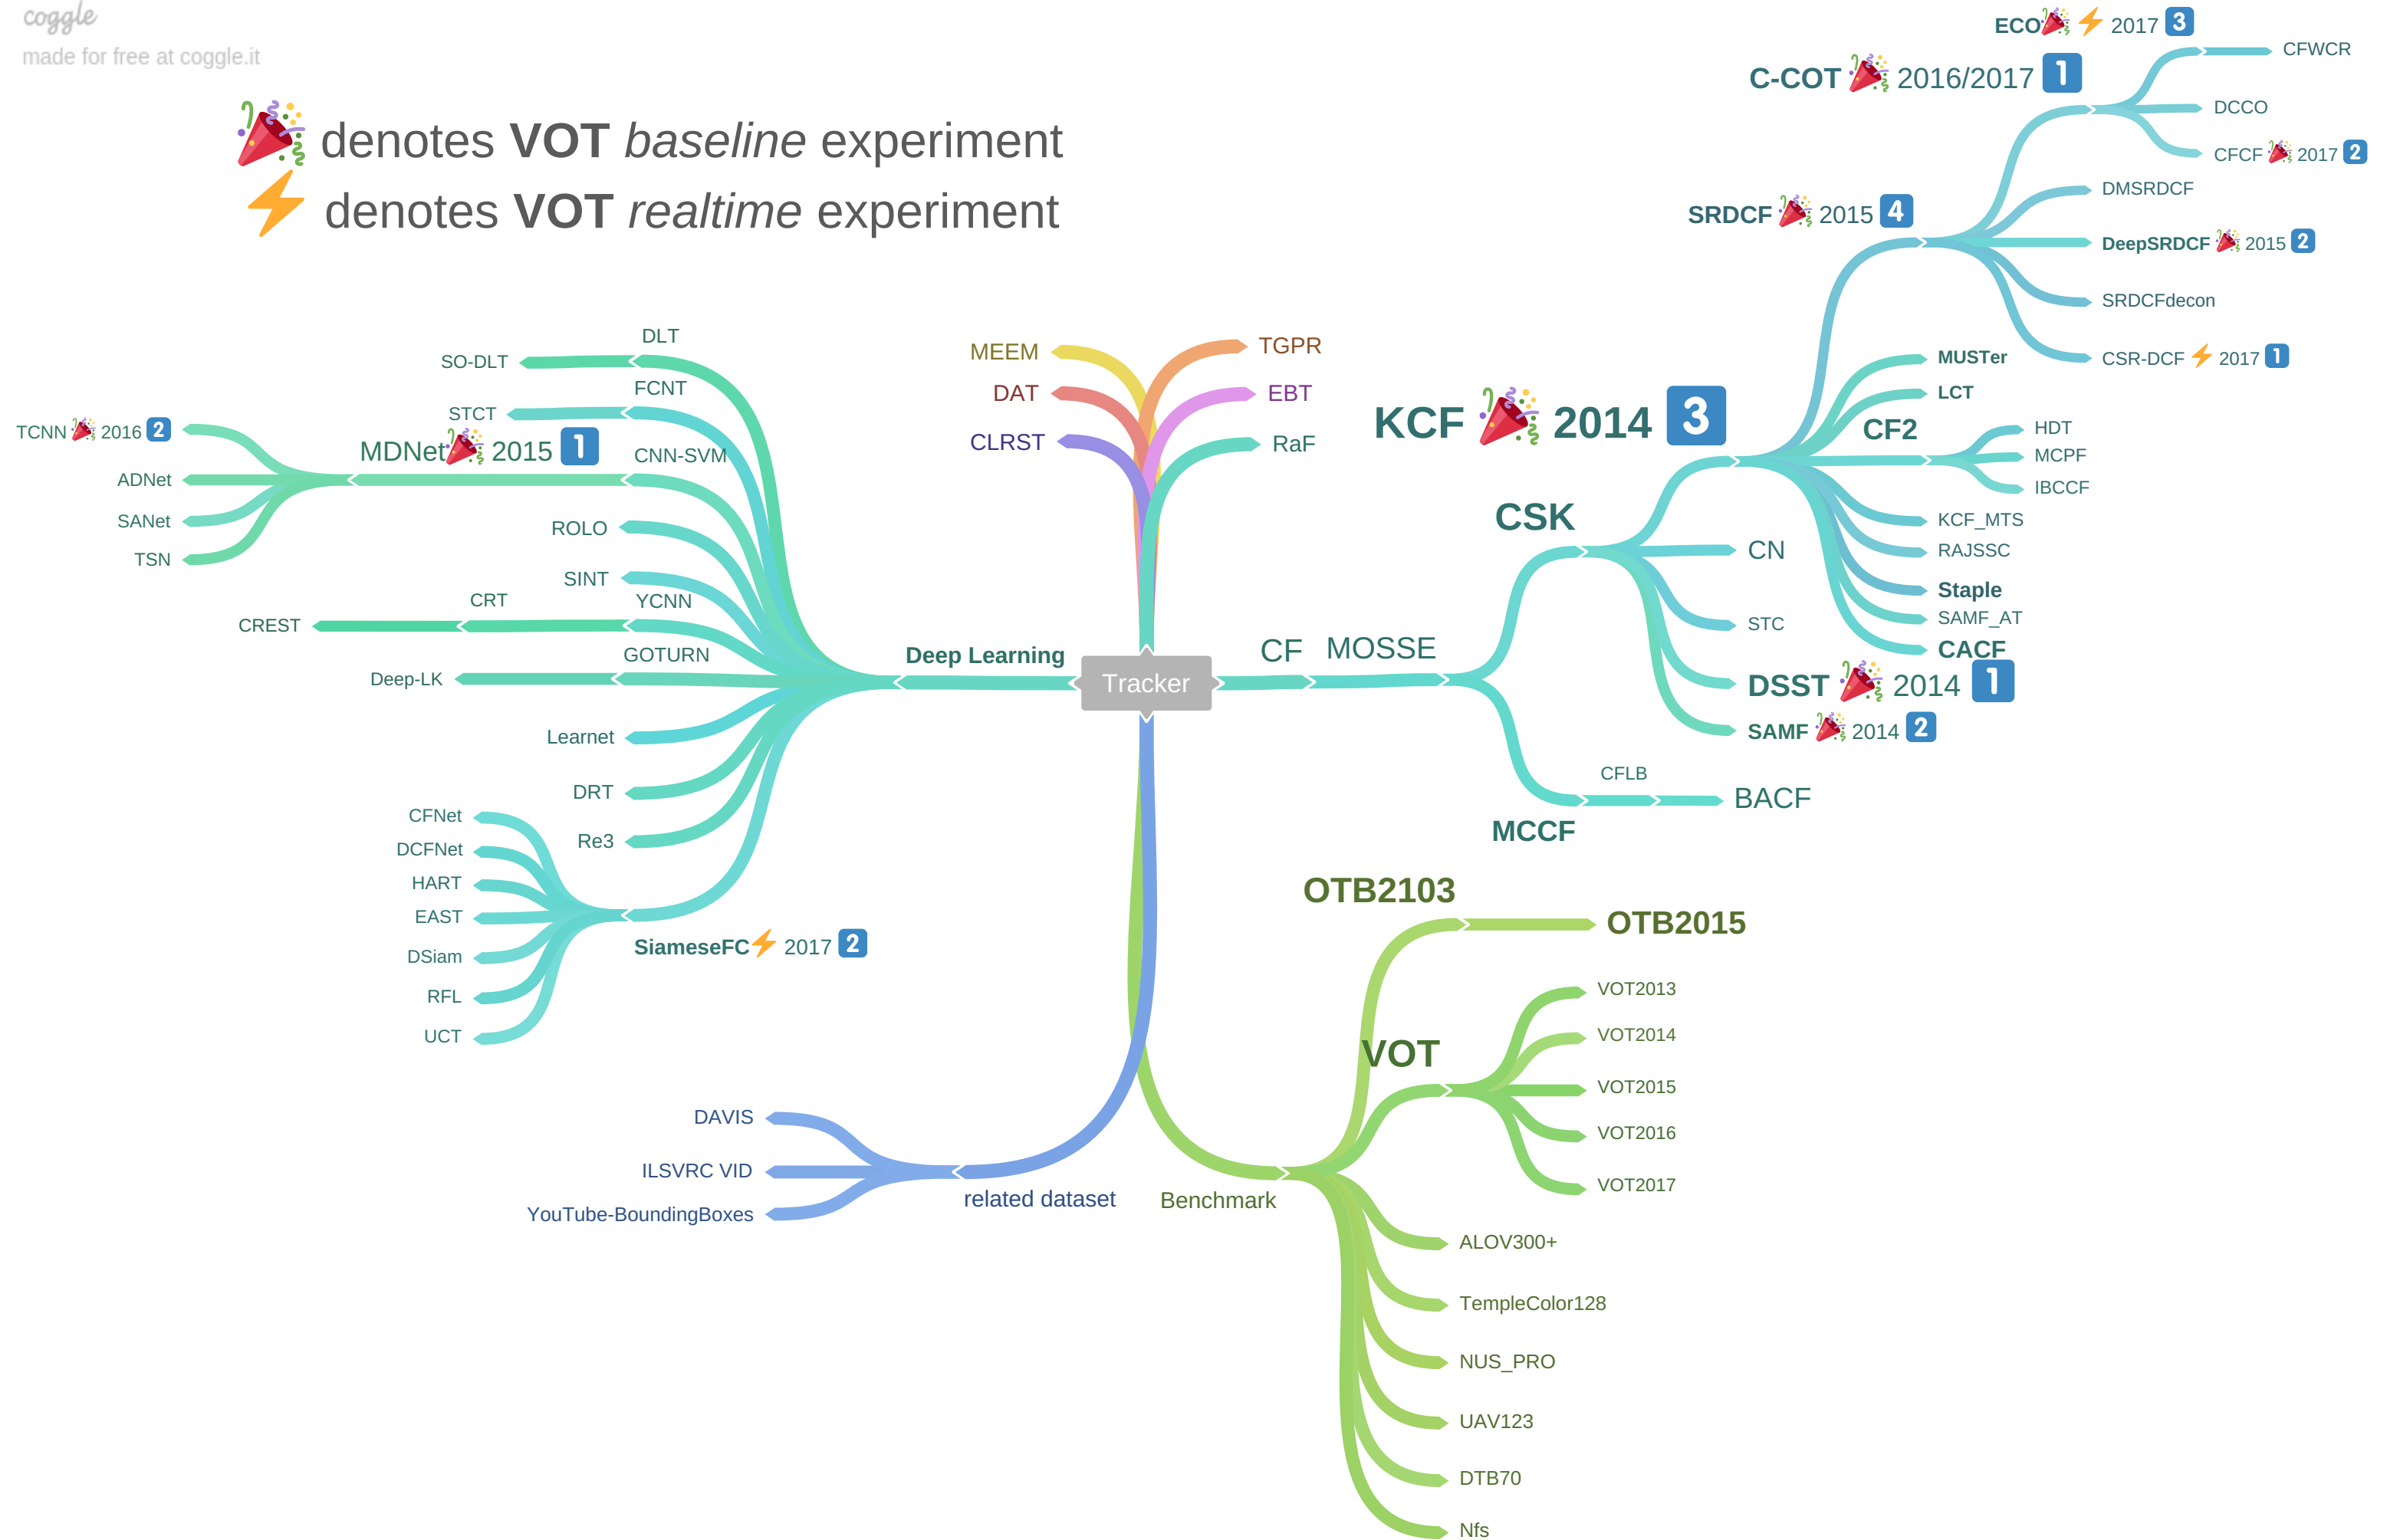 coggle
made for free at coggle.it
🎉 denotes VOT baseline experiment
⚡ denotes VOT realtime experiment
Tracker
Deep Learning
DLT
SO-DLT
FCNT
STCT
CNN-SVM
MDNet🎉 2015 1
TCNN 🎉 2016 2
ADNet
SANet
TSN
ROLO
SINT
YCNN
CRT
CREST
GOTURN
Deep-LK
Learnet
DRT
Re3
SiameseFC⚡ 2017 2
CFNet
DCFNet
HART
EAST
DSiam
RFL
UCT
MEEM
DAT
CLRST
TGPR
EBT
RaF
CF
MOSSE
CSK
KCF 🎉 2014 3
SRDCF 🎉 2015 4
C-COT 🎉 2016/2017 1
ECO🎉 ⚡ 2017 3
CFWCR
DCCO
CFCF 🎉 2017 2
DMSRDCF
DeepSRDCF 🎉 2015 2
SRDCFdecon
CSR-DCF ⚡ 2017 1
MUSTer
LCT
CF2
HDT
MCPF
IBCCF
KCF_MTS
RAJSSC
Staple
SAMF_AT
CACF
CN
STC
DSST 🎉 2014 1
SAMF 🎉 2014 2
MCCF
CFLB
BACF
related dataset
DAVIS
ILSVRC VID
YouTube-BoundingBoxes
Benchmark
OTB2103
OTB2015
VOT
VOT2013
VOT2014
VOT2015
VOT2016
VOT2017
ALOV300+
TempleColor128
NUS_PRO
UAV123
DTB70
Nfs